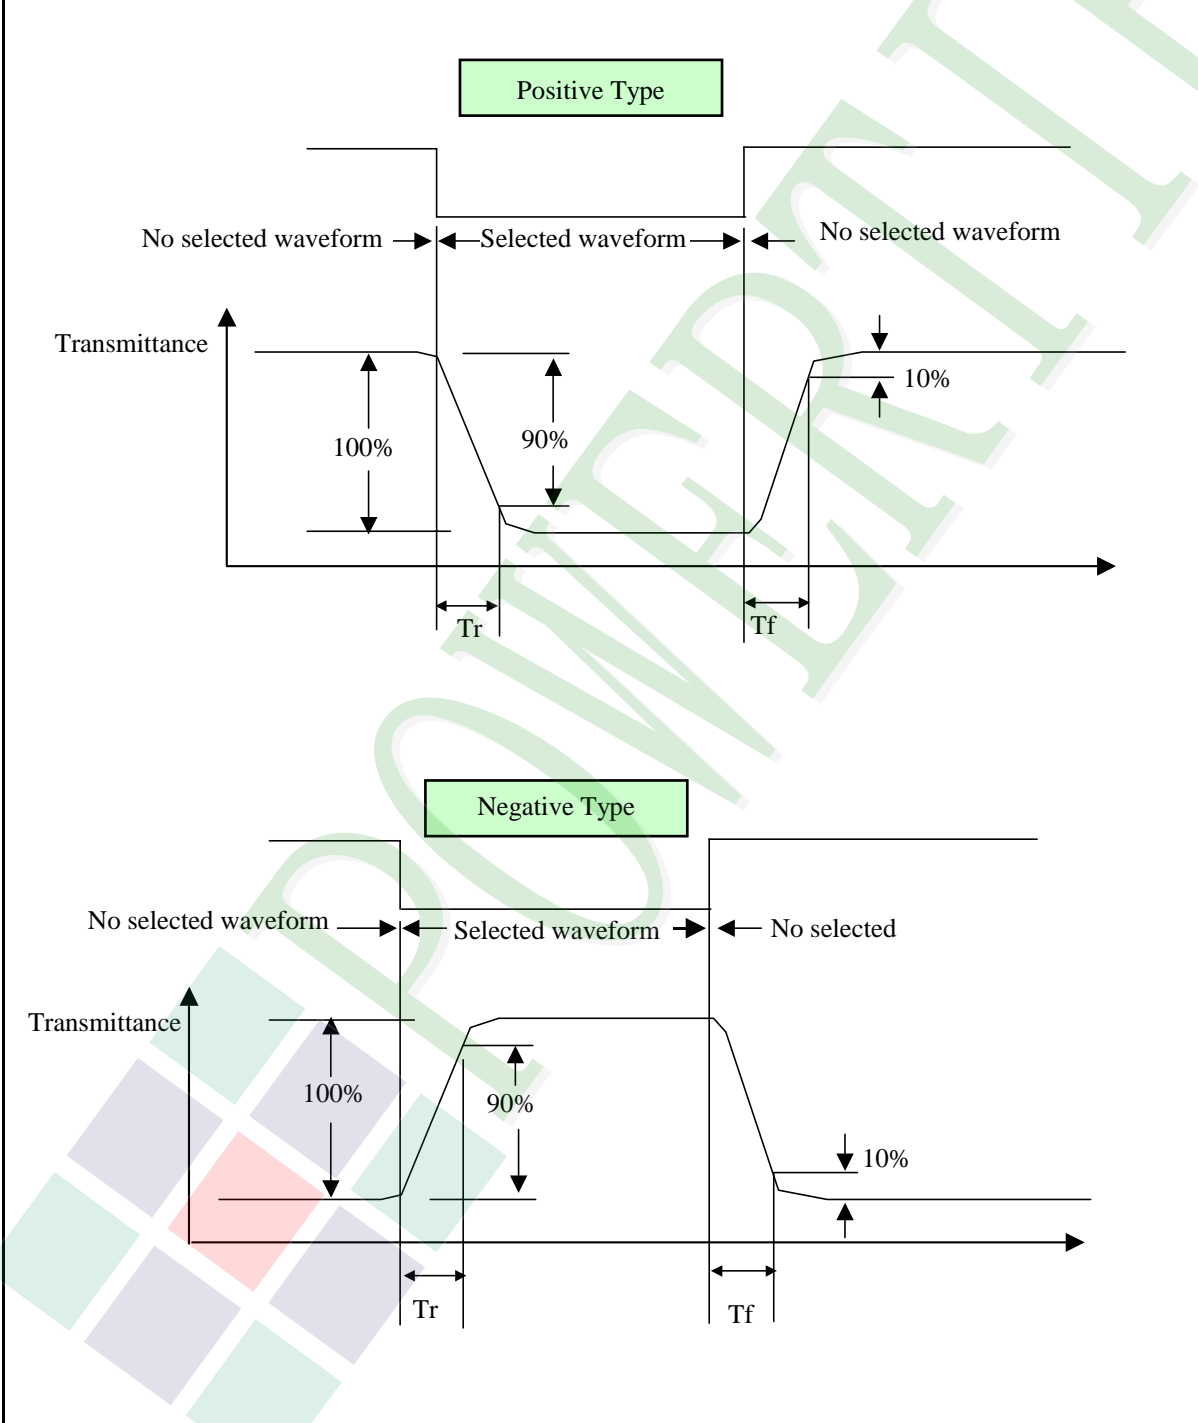 Positive Type
No selected waveform
Selected waveform
No selected waveform
Transmittance
10%
100%
90%
Tr
Tf
Negative Type
No selected waveform
Selected waveform
No selected
Transmittance
100%
90%
10%
Tr
Tf
POWERTI